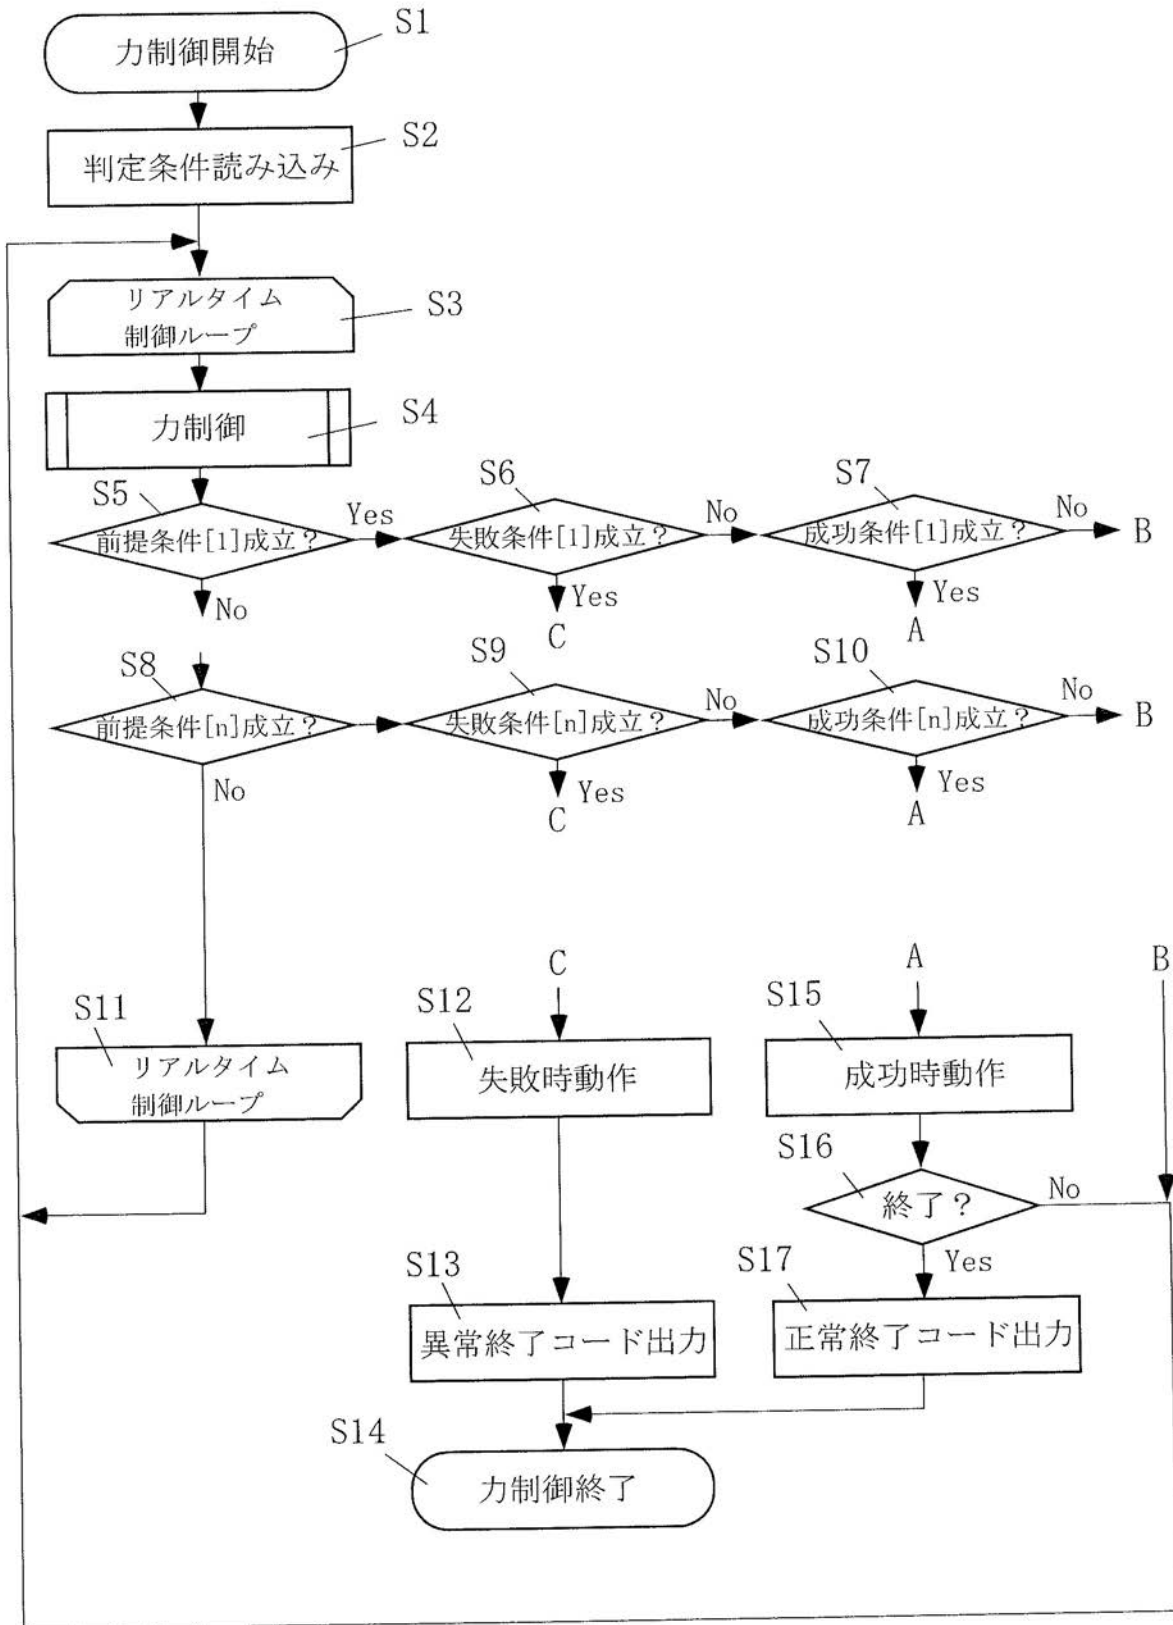 S1
力制御開始
S2
判定条件読み込み
リアルタイム
制御ループ
S3
力制御
S4
S5
前提条件[1]成立?
Yes
No
S6
失敗条件[1]成立?
No
Yes
C
S7
成功条件[1]成立?
No
B
Yes
A
S8
前提条件[n]成立?
No
S9
失敗条件[n]成立?
No
Yes
C
S10
成功条件[n]成立?
No
B
Yes
A
S11
リアルタイム
制御ループ
C
S12
失敗時動作
A
S15
成功時動作
B
S16
終了?
No
Yes
S13
異常終了コード出力
S17
正常終了コード出力
S14
力制御終了